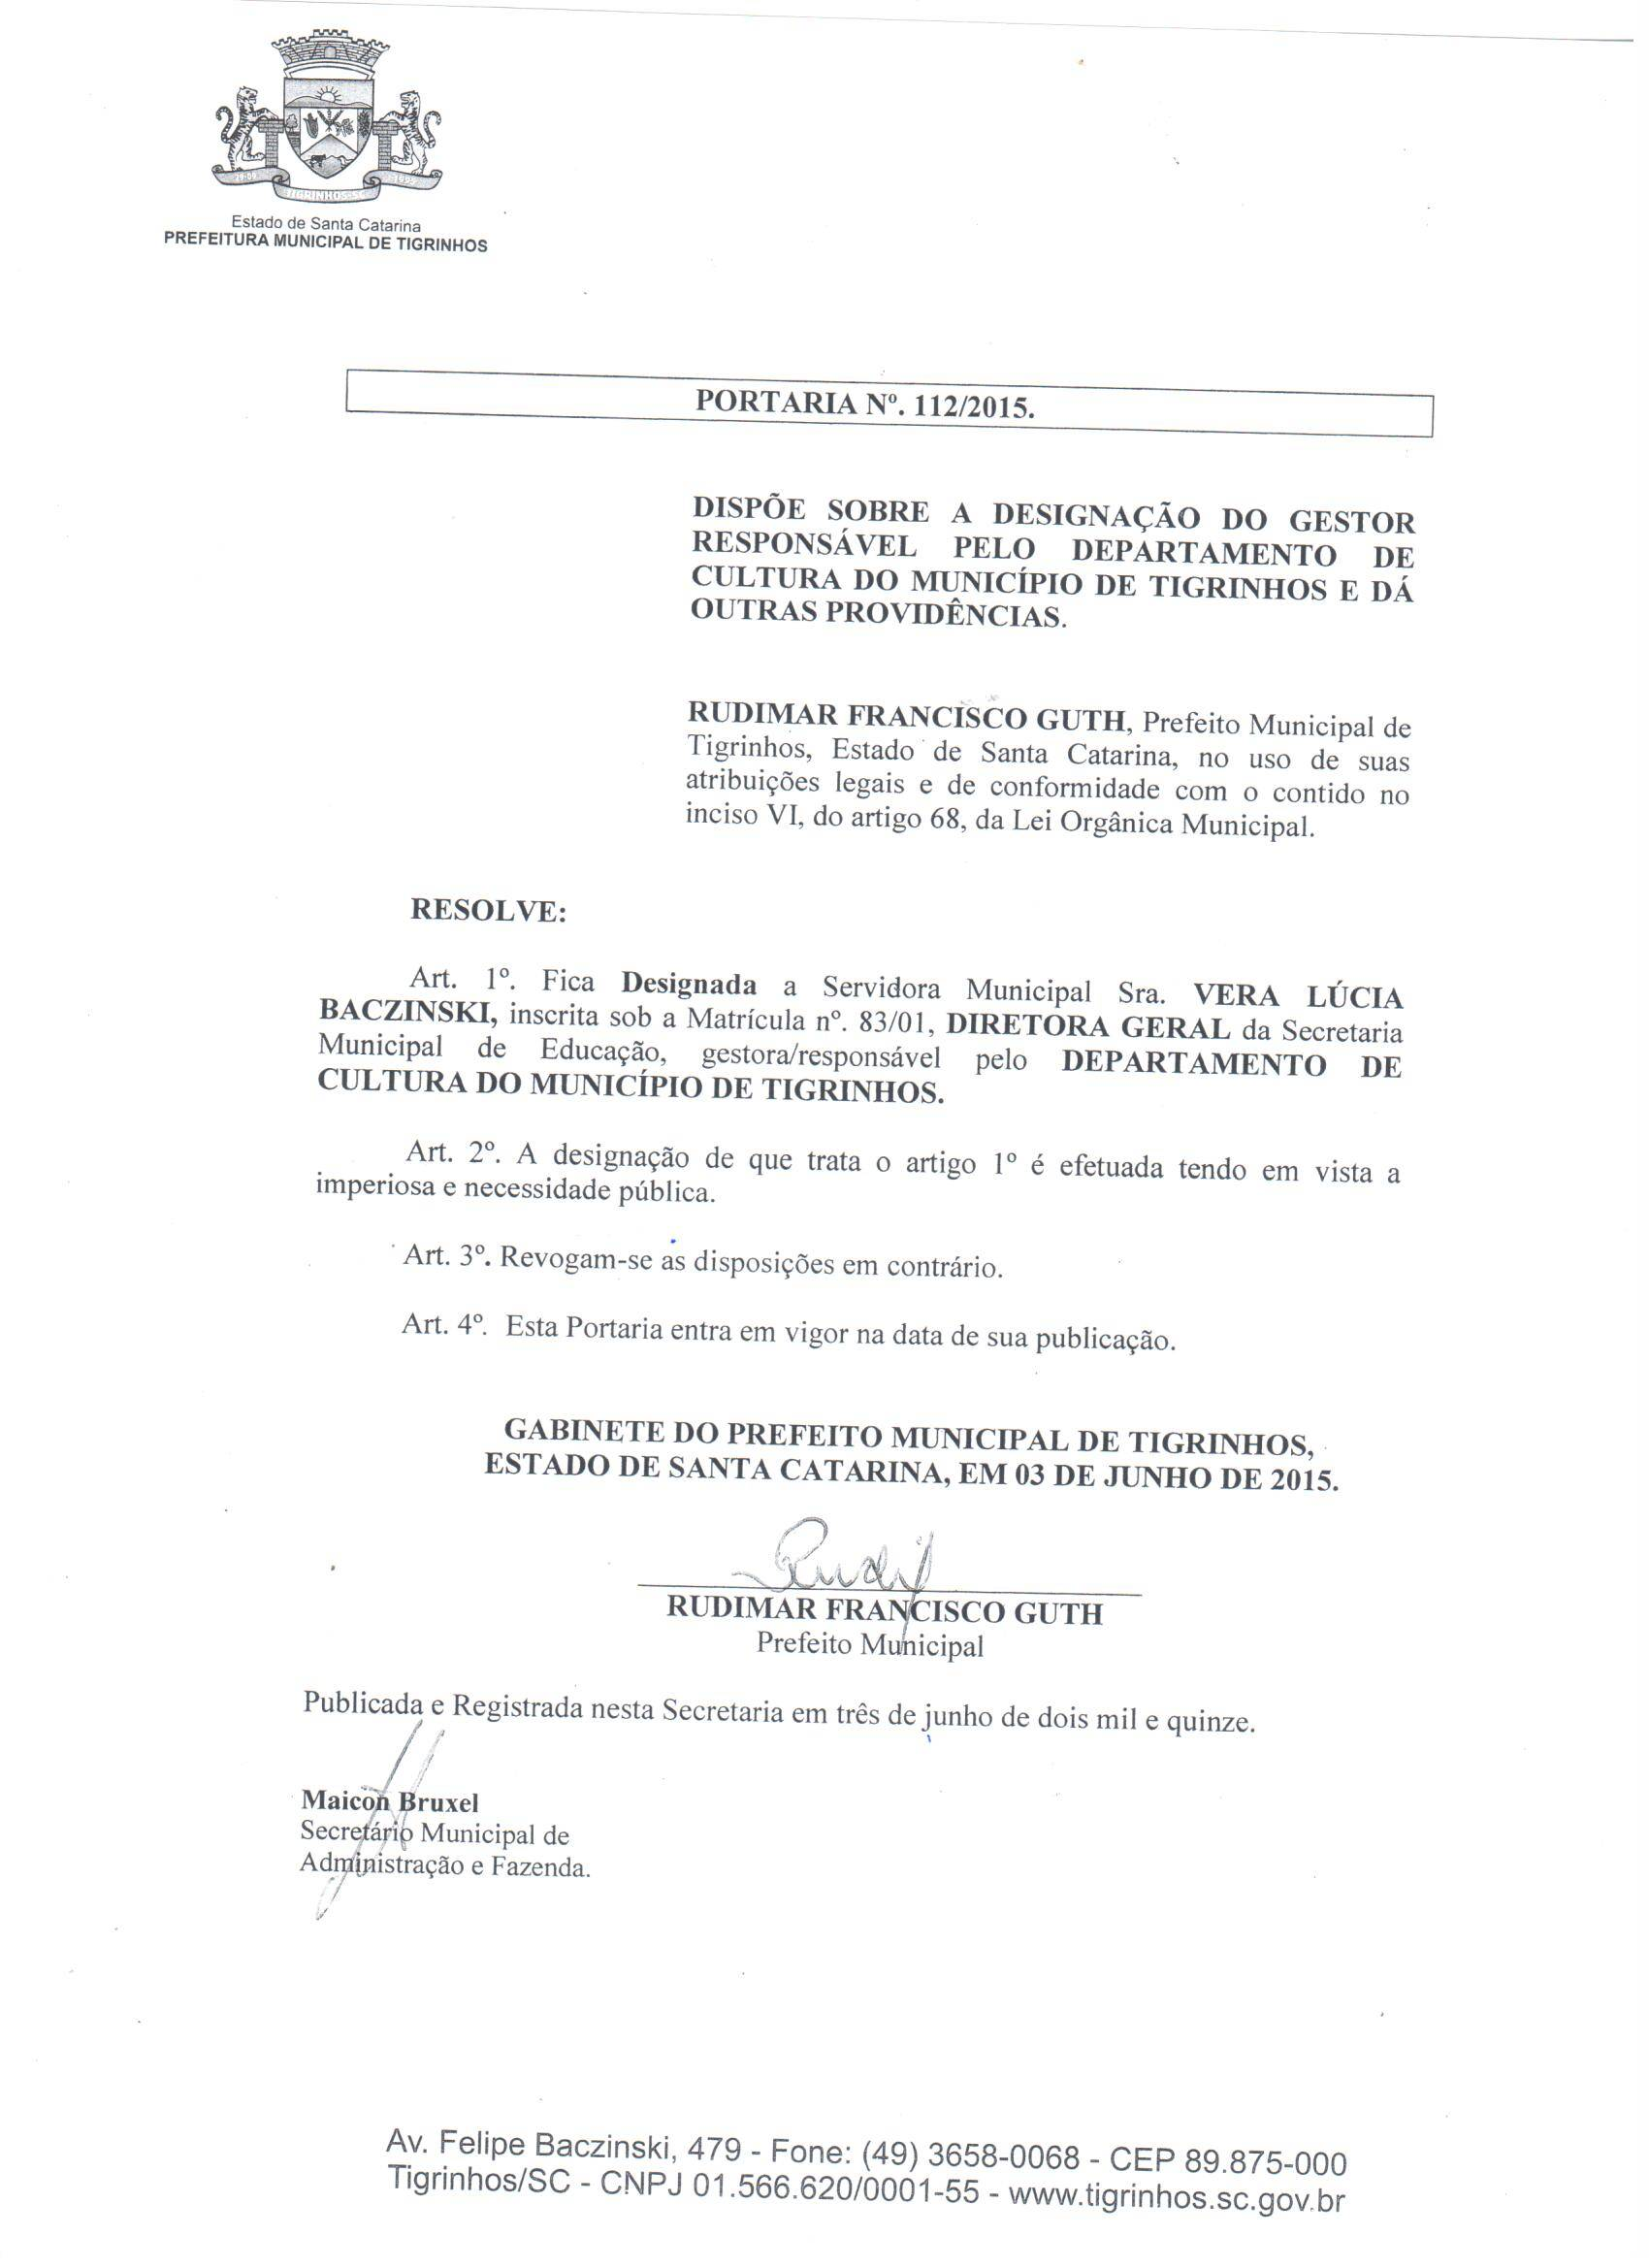 TIGRINHOS-SC
Estado de Santa Catarina
PREFEITURA MUNICIPAL DE TIGRINHOS
PORTARIA Nº. 112/2015.
DISPÕE SOBRE A DESIGNAÇÃO DO GESTOR
RESPONSÁVEL PELO DEPARTAMENTO DE
CULTURA DO MUNICÍPIO DE TIGRINHOS E DÁ
OUTRAS PROVIDÊNCIAS.
RUDIMAR FRANCISCO GUTH, Prefeito Municipal de
Tigrinhos, Estado de Santa Catarina, no uso de suas
atribuições legais e de conformidade com o contido no
inciso VI, do artigo 68, da Lei Orgânica Municipal.
RESOLVE:
Art. 1º. Fica Designada a Servidora Municipal Sra. VERA LÚCIA
BACZINSKI, inscrita sob a Matrícula nº. 83/01, DIRETORA GERAL da Secretaria
Municipal de Educação, gestora/responsável pelo DEPARTAMENTO DE
CULTURA DO MUNICÍPIO DE TIGRINHOS.
Art. 2º. A designação de que trata o artigo 1º é efetuada tendo em vista a
imperiosa e necessidade pública.
Art. 3º. Revogam-se as disposições em contrário.
Art. 4º. Esta Portaria entra em vigor na data de sua publicação.
GABINETE DO PREFEITO MUNICIPAL DE TIGRINHOS,
ESTADO DE SANTA CATARINA, EM 03 DE JUNHO DE 2015.
RUDIMAR FRANCISCO GUTH
Prefeito Municipal
Publicada e Registrada nesta Secretaria em três de junho de dois mil e quinze.
Maicon Bruxel
Secretário Municipal de
Administração e Fazenda.
Av. Felipe Baczinski, 479 - Fone: (49) 3658-0068 - CEP 89.875-000
Tigrinhos/SC - CNPJ 01.566.620/0001-55 - www.tigrinhos.sc.gov.br